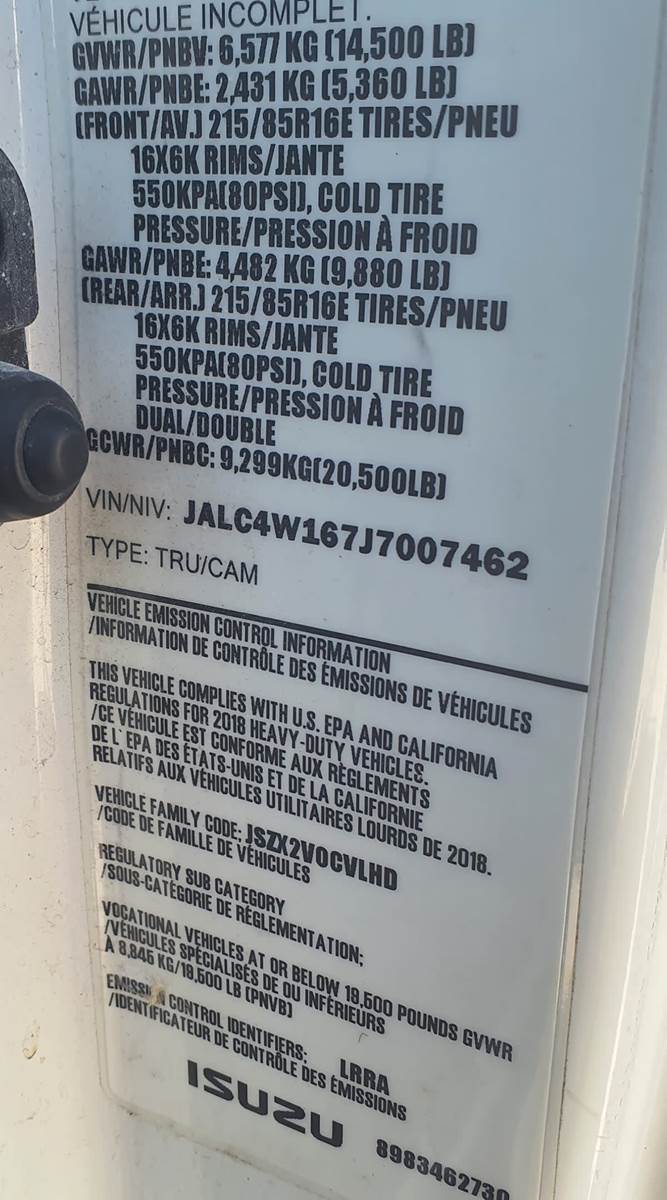 VÉHICULE INCOMPLET.
GVWR/PNBV: 6,577 KG (14,500 LB)
GAWR/PNBE: 2,431 KG (5,360 LB)
(FRONT/AV.) 215/85R16E TIRES/PNEU
16X6K RIMS/JANTE
550KPA(80PSI), COLD TIRE
PRESSURE/PRESSION À FROID
GAWR/PNBE: 4,482 KG (9,880 LB)
(REAR/ARR.) 215/85R16E TIRES/PNEU
16X6K RIMS/JANTE
550KPA(80PSI), COLD TIRE
PRESSURE/PRESSION À FROID
DUAL/DOUBLE
GCWR/PNBC: 9,299KG(20,500LB)
VIN/NIV: JALC4W167J7007462
TYPE: TRU/CAM
VEHICLE EMISSION CONTROL INFORMATION
/INFORMATION DE CONTRÔLE DES ÉMISSIONS DE VÉHICULES
THIS VEHICLE COMPLIES WITH U.S. EPA AND CALIFORNIA
REGULATIONS FOR 2018 HEAVY-DUTY VEHICLES.
/CE VÉHICULE EST CONFORME AUX RÈGLEMENTS
DE L' EPA DES ÉTATS-UNIS ET DE LA CALIFORNIE
RELATIFS AUX VÉHICULES UTILITAIRES LOURDS DE 2018.
VEHICLE FAMILY CODE: JSZX2VOCVLHD
/CODE DE FAMILLE DE VÉHICULES
REGULATORY SUB CATEGORY
/SOUS-CATÉGORIE DE RÉGLEMENTATION:
VOCATIONAL VEHICLES AT OR BELOW 19,500 POUNDS GVWR
/VÉHICULES SPÉCIALISÉS DE OU INFÉRIEURS
À 8,845 KG/19,500 LB (PNVB)
EMISSION CONTROL IDENTIFIERS: LRRA
/IDENTIFICATEUR DE CONTRÔLE DES ÉMISSIONS
ISUZU 8983462730